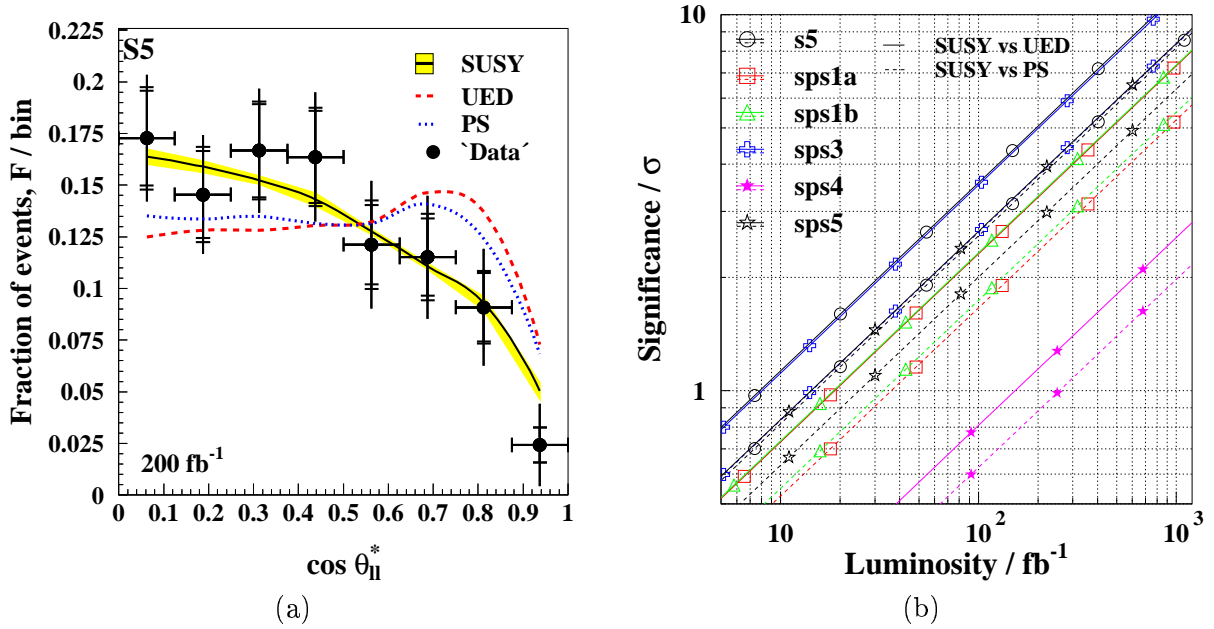 S5
SUSY
UED
PS
`Data´
200 fb-1
Fraction of events, F / bin
0.225
0.2
0.175
0.15
0.125
0.1
0.075
0.05
0.025
0
0 0.1 0.2 0.3 0.4 0.5 0.6 0.7 0.8 0.9 1
cos θ*ll
(a)
s5
sps1a
sps1b
sps3
sps4
sps5
SUSY vs UED
SUSY vs PS
Significance / σ
10
1
10 10² 10³
Luminosity / fb-1
(b)